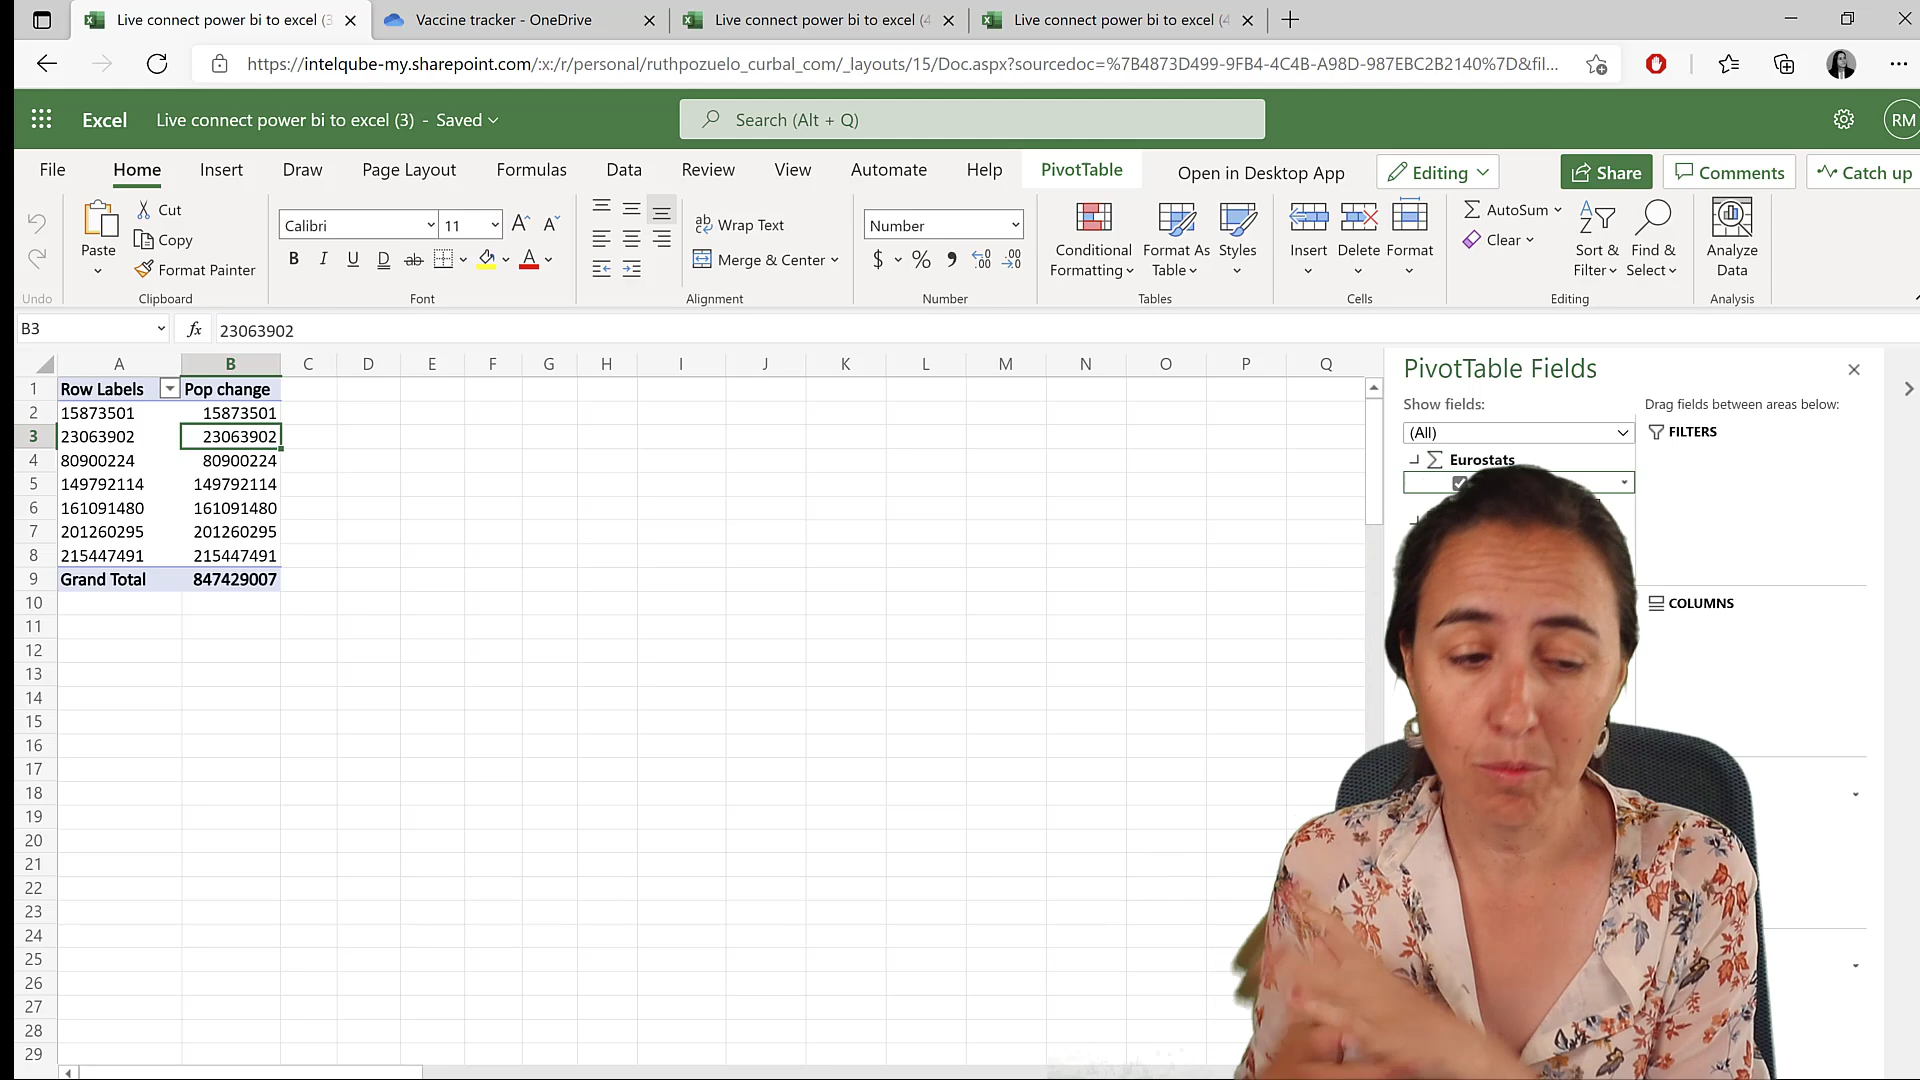 Live connect power bi to excel (3
Vaccine tracker - OneDrive
Live connect power bi to excel (4
Live connect power bi to excel (4
https://intelqube-my.sharepoint.com/:x:/r/personal/ruthpozuelo_curbal_com/_layouts/15/Doc.aspx?sourcedoc=%7B4873D499-9FB4-4C4B-A98D-987EBC2B2140%7D&fil...
Excel
Live connect power bi to excel (3) - Saved
Search (Alt + Q)
RM
File
Home
Insert
Draw
Page Layout
Formulas
Data
Review
View
Automate
Help
PivotTable
Open in Desktop App
Editing
Share
Comments
Catch up
Undo
Paste
Cut
Copy
Format Painter
Clipboard
Calibri
11
B I U D ab A
Font
ab Wrap Text
Merge & Center
Alignment
Number
$ % 9 .00 .00
Number
Conditional Formatting
Format As Table
Styles
Tables
Insert
Delete
Format
Cells
AutoSum
Clear
Sort & Filter
Find & Select
Editing
Analyze Data
Analysis
B3
fx
23063902
A B C D E F G H I J K L M N O P Q
1 Row Labels Pop change
2 15873501 15873501
3 23063902 23063902
4 80900224 80900224
5 149792114 149792114
6 161091480 161091480
7 201260295 201260295
8 215447491 215447491
9 Grand Total 847429007
10
11
12
13
14
15
16
17
18
19
20
21
22
23
24
25
26
27
28
29
PivotTable Fields
Show fields:
(All)
Eurostats
Drag fields between areas below:
FILTERS
COLUMNS